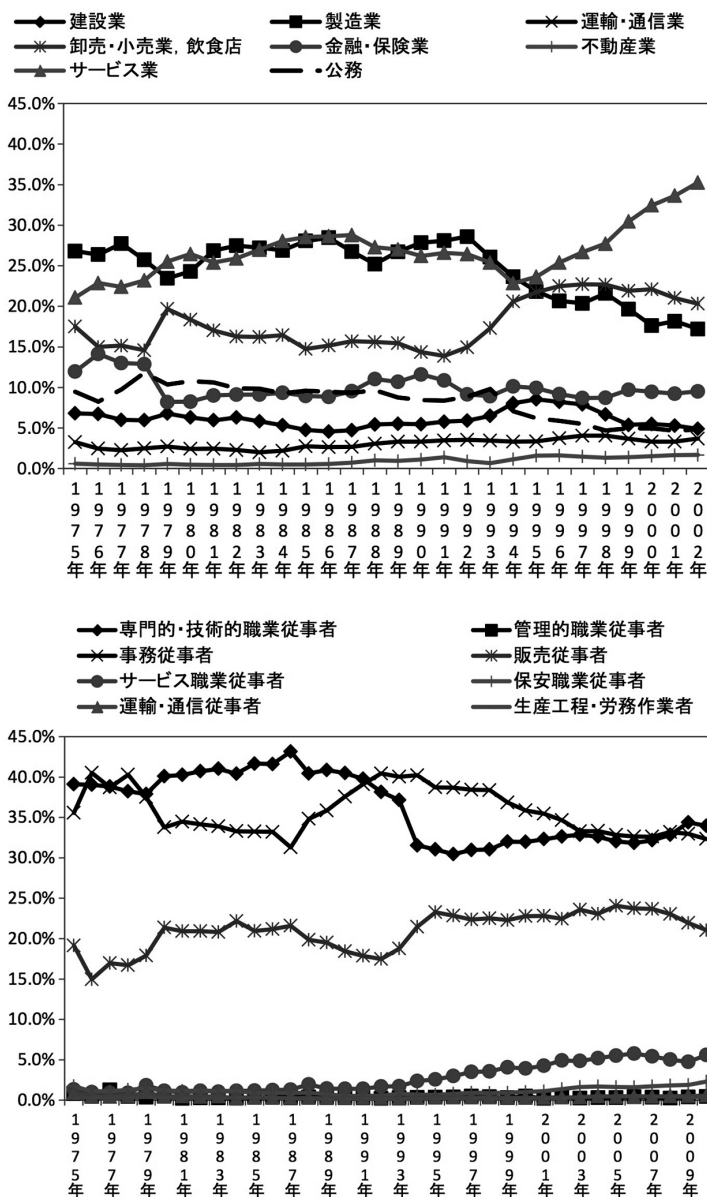 建設業 製造業 運輸・通信業
卸売・小売業, 飲食店 金融・保険業 不動産業
サービス業 公務
45.0%
40.0%
35.0%
30.0%
25.0%
20.0%
15.0%
10.0%
5.0%
0.0%
1975年 1976年 1977年 1978年 1979年 1980年 1981年 1982年 1983年 1984年 1985年 1986年 1987年 1988年 1989年 1990年 1991年 1992年 1993年 1994年 1995年 1996年 1997年 1998年 1999年 2000年 2001年 2002年
専門的・技術的職業従事者 管理的職業従事者
事務従事者 販売従事者
サービス職業従事者 保安職業従事者
運輸・通信従事者 生産工程・労務作業者
45.0%
40.0%
35.0%
30.0%
25.0%
20.0%
15.0%
10.0%
5.0%
0.0%
1975年 1977年 1979年 1981年 1983年 1985年 1987年 1989年 1991年 1993年 1995年 1997年 1999年 2001年 2003年 2005年 2007年 2009年